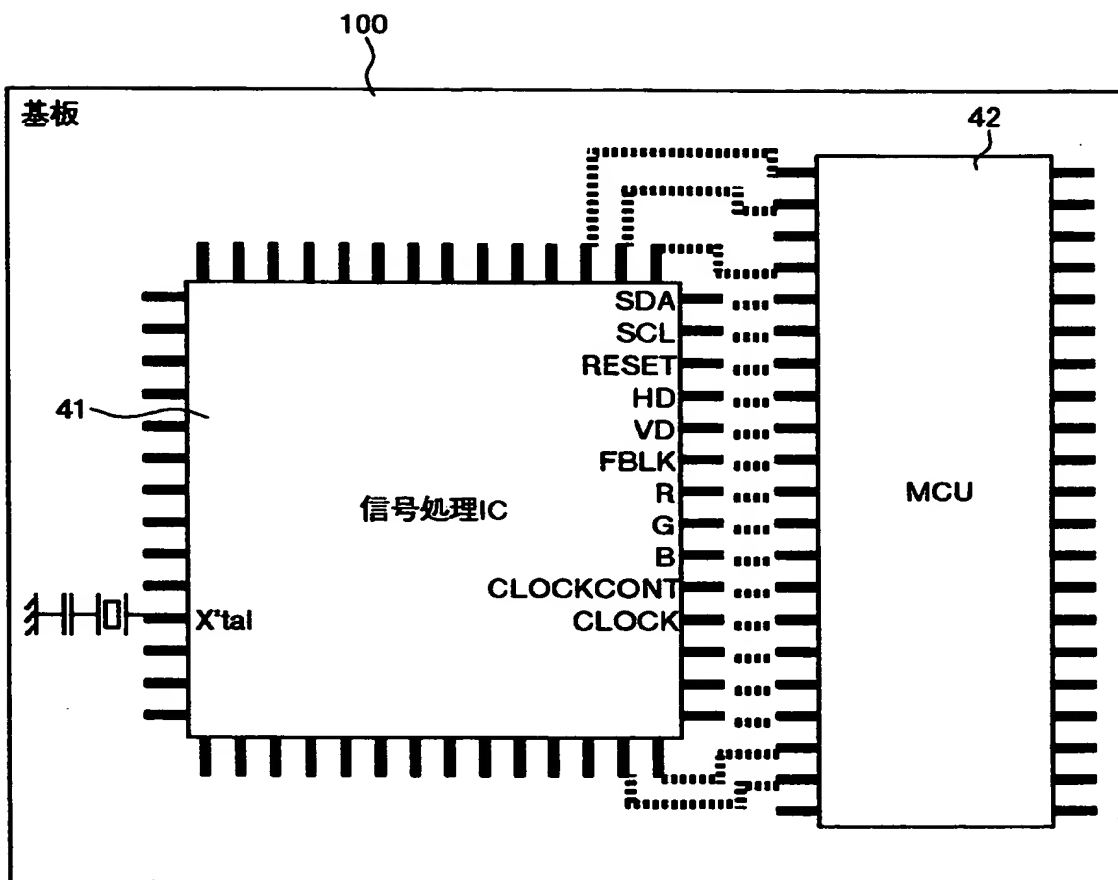 100
基板
42
SDA
SCL
RESET
HD
41
VD
FBLK
R
MCU
信号処理IC
G
B
CLOCKCONT
X'tal
CLOCK